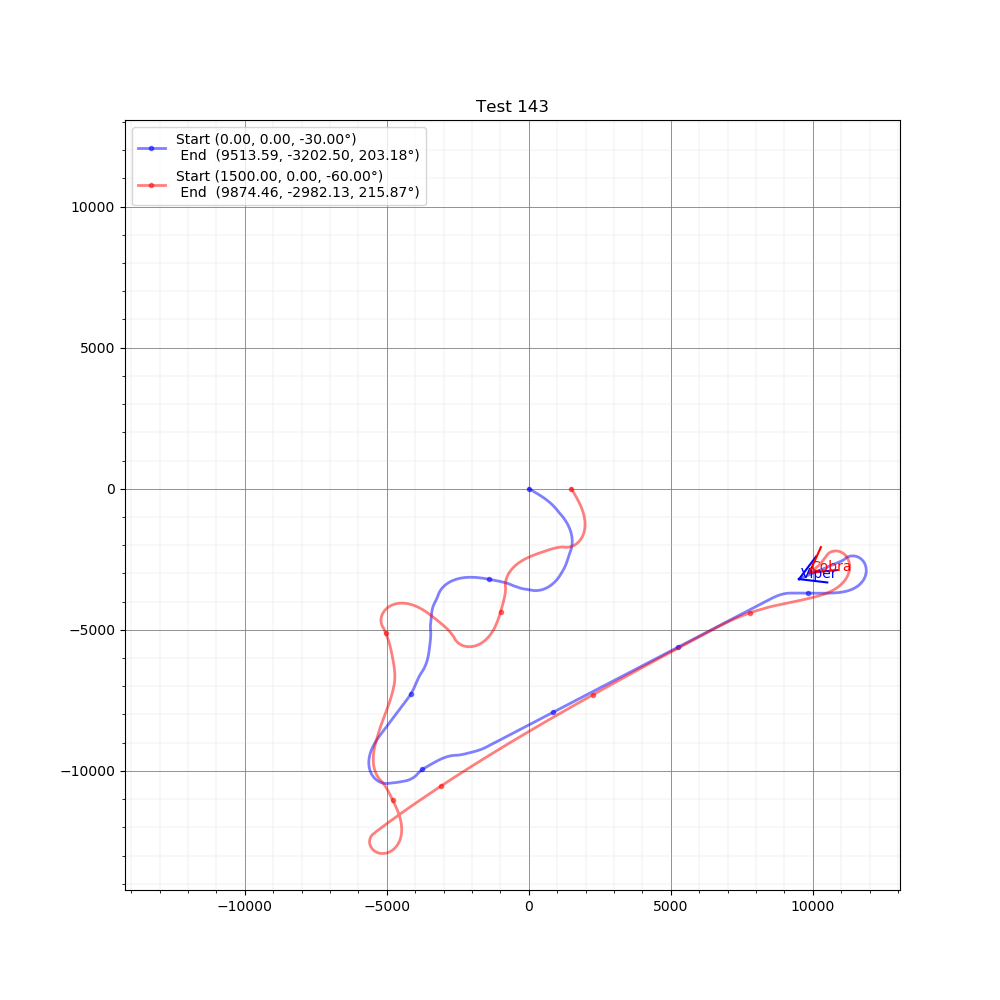 Test 143
Start (0.00, 0.00, -30.00°)
End (9513.59, -3202.50, 203.18°)
Start (1500.00, 0.00, -60.00°)
End (9874.46, -2982.13, 215.87°)
10000
5000
0
−5000
−10000
Cobra
Viper
−10000
−5000
0
5000
10000